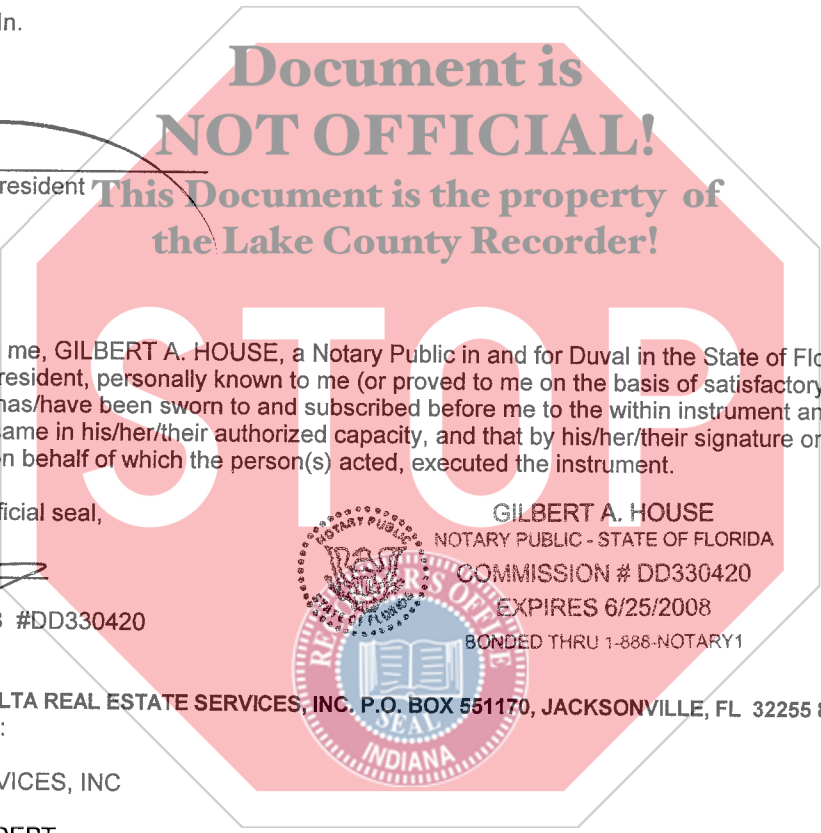 In.
Document is
NOT OFFICIAL!
resident
This Document is the property of
the Lake County Recorder!
STOP
me, GILBERT A. HOUSE, a Notary Public in and for Duval in the State of Flo
resident, personally known to me (or proved to me on the basis of satisfactory
has/have been sworn to and subscribed before me to the within instrument an
ame in his/her/their authorized capacity, and that by his/her/their signature on
n behalf of which the person(s) acted, executed the instrument.
ficial seal,
NOTARY PUBLIC
STATE OF FLORIDA
GILBERT A. HOUSE
NOTARY PUBLIC - STATE OF FLORIDA
COMMISSION # DD330420
EXPIRES 6/25/2008
BONDED THRU 1-888-NOTARY1
#DD330420
RECORDER'S OFFICE
SEAL
INDIANA
LTA REAL ESTATE SERVICES, INC. P.O. BOX 551170, JACKSONVILLE, FL 32255 8
:
VICES, INC